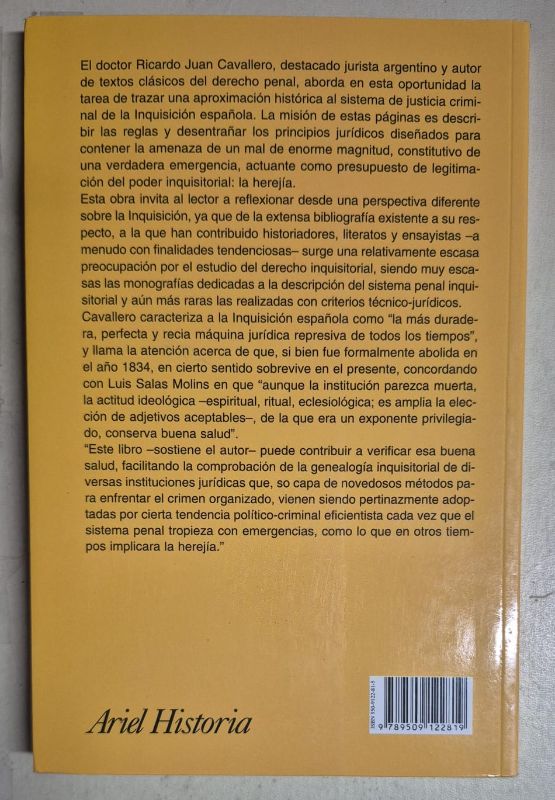 El doctor Ricardo Juan Cavallero, destacado jurista argentino y autor
de textos clásicos del derecho penal, aborda en esta oportunidad la
tarea de trazar una aproximación histórica al sistema de justicia crimi-
nal de la Inquisición española. La misión de estas páginas es descri-
bir las reglas y desentrañar los principios jurídicos diseñados para
contener la amenaza de un mal de enorme magnitud, constitutivo de
una verdadera emergencia, actuante como presupuesto de legitima-
ción del poder inquisitorial: la herejía.
Esta obra invita al lector a reflexionar desde una perspectiva diferente
sobre la Inquisición, ya que de la extensa bibliografía existente a su res-
pecto, a la que han contribuido historiadores, literatos y ensayistas –a
menudo con finalidades tendenciosas– surge una relativamente escasa
preocupación por el estudio del derecho inquisitorial, siendo muy esca-
sas las monografías dedicadas a la descripción del sistema penal inqui-
sitorial y aún más raras las realizadas con criterios técnico-jurídicos.
Cavallero caracteriza a la Inquisición española como “la más durade-
ra, perfecta y recia máquina jurídica represiva de todos los tiempos”,
y llama la atención acerca de que, si bien fue formalmente abolida en
el año 1834, en cierto sentido sobrevive en el presente, concordando
con Luis Salas Molins en que “aunque la institución parezca muerta,
la actitud ideológica –espiritual, ritual, eclesiológica; es amplia la elec-
ción de adjetivos aceptables–, de la que era un exponente privilegia-
do, conserva buena salud”.
“Este libro –sostiene el autor– puede contribuir a verificar esa buena
salud, facilitando la comprobación de la genealogía inquisitorial de di-
versas instituciones jurídicas que, so capa de novedosos métodos pa-
ra enfrentar el crimen organizado, vienen siendo pertinazmente adop-
tadas por cierta tendencia político-criminal eficientista cada vez que el
sistema penal tropieza con emergencias, como lo que en otros tiem-
pos implicara la herejía.”
Ariel Historia
ISBN 950-9122-81-5
9 789509 122819